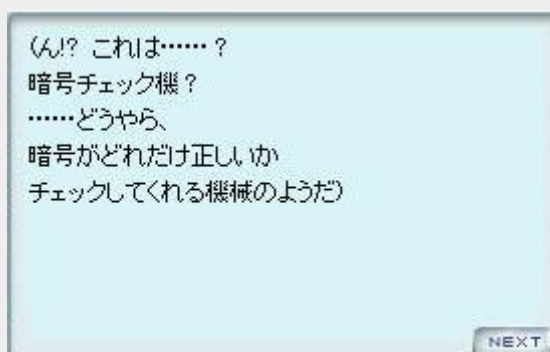 (ん!? これは……？
暗号チェック機？
……どうやら、
暗号がどれだけ正しいか
チェックしてくれる機械のようだ)
NEXT